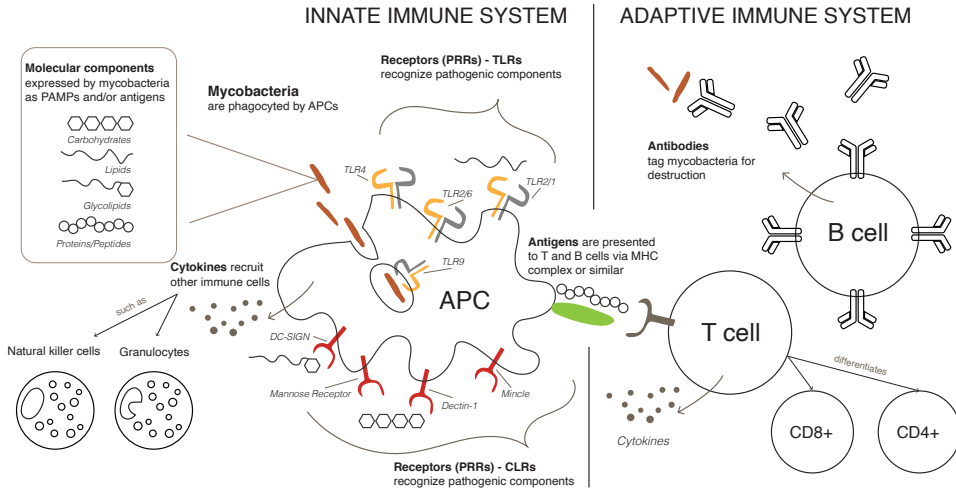 INNATE IMMUNE SYSTEM
ADAPTIVE IMMUNE SYSTEM
Molecular components
expressed by mycobacteria
as PAMPs and/or antigens
Carbohydrates
Lipids
Glycolipids
Proteins/Peptides
Mycobacteria
are phagocyted by APCs
Receptors (PRRs) - TLRs
recognize pathogenic components
TLR4
TLR2/6
TLR2/1
TLR9
APC
Cytokines recruit
other immune cells
such as
Natural killer cells
Granulocytes
DC-SIGN
Mannose Receptor
Dectin-1
Mincle
Receptors (PRRs) - CLRs
recognize pathogenic components
Antigens are presented
to T and B cells via MHC
complex or similar
Antibodies
tag mycobacteria for
destruction
B cell
T cell
differentiates
Cytokines
CD8+
CD4+